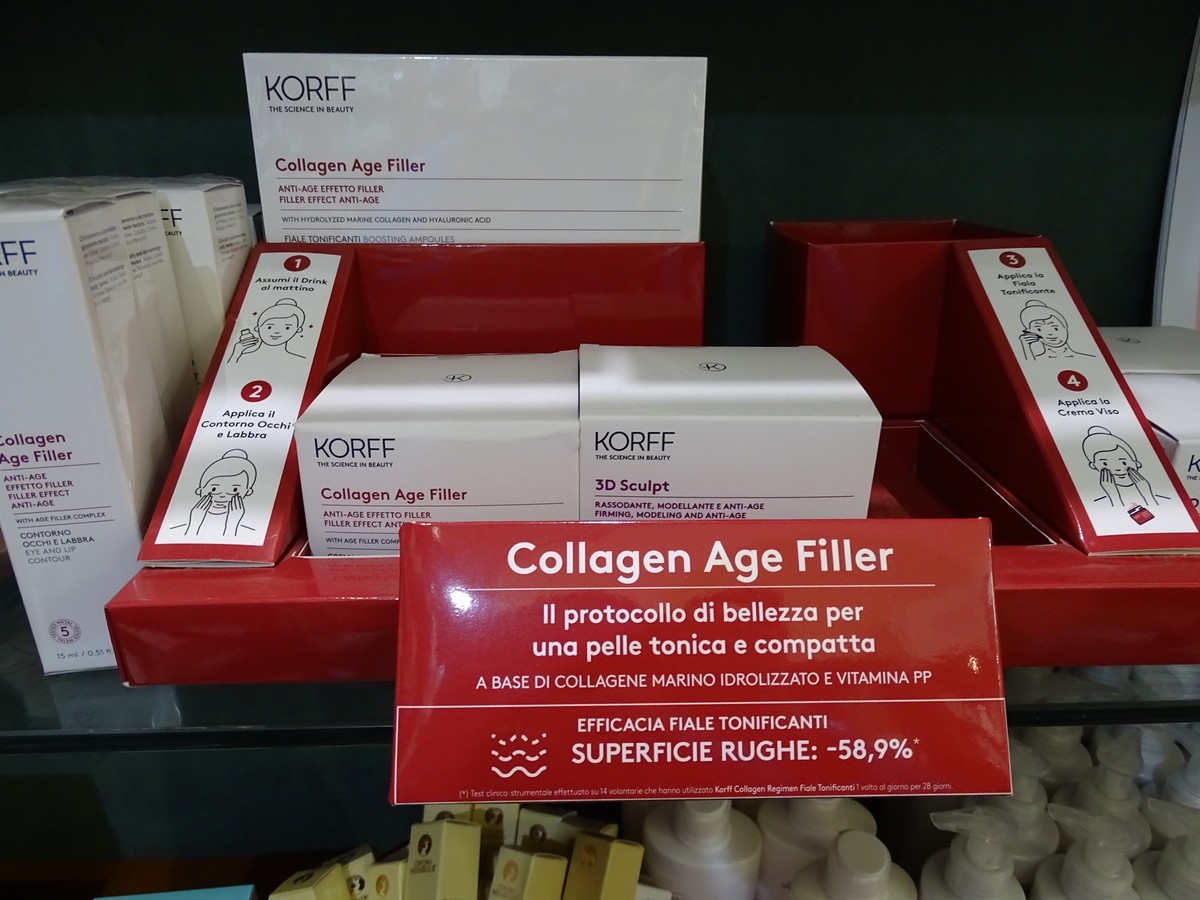 KORFF
THE SCIENCE IN BEAUTY
Collagen Age Filler
ANTI-AGE EFFETTO FILLER
FILLER EFFECT ANTI-AGE
WITH HYDROLYZED MARINE COLLAGEN AND HYALURONIC ACID
FIALE TONIFICANTI BOOSTING AMPOULES
FF
N BEAUTY
Collagen
Age Filler
ANTI-AGE
EFFETTO FILLER
FILLER EFFECT
ANTI-AGE
WITH AGE FILLER COMPLEX
CONTORNO
OCCHI E LABBRA
EYE AND LIP
CONTOUR
5
15 ml / 0.51 fl.
FF
BEAUTY
1
Assumi il Drink
al mattino
2
Applica il
Contorno Occhi
e Labbra
3
Applica la
Fiala
Tonificante
4
Applica la
Crema Viso
KORFF
THE SCIENCE IN BEAUTY
Collagen Age Filler
ANTI-AGE EFFETTO FILLER
FILLER EFFECT ANT
WITH AGE FILLER COMP
KORFF
THE SCIENCE IN BEAUTY
3D Sculpt
RASSODANTE, MODELLANTE E ANTI-AGE
FIRMING, MODELING AND ANTI-AGE
K
Collagen Age Filler
Il protocollo di bellezza per
una pelle tonica e compatta
A BASE DI COLLAGENE MARINO IDROLIZZATO E VITAMINA PP
EFFICACIA FIALE TONIFICANTI
SUPERFICIE RUGHE: -58,9%*
(*) Test clinico-strumentale effettuato su 14 volontarie che hanno utilizzato Korff Collagen Regimen Fiale Tonificanti 1 volta al giorno per 28 giorni.